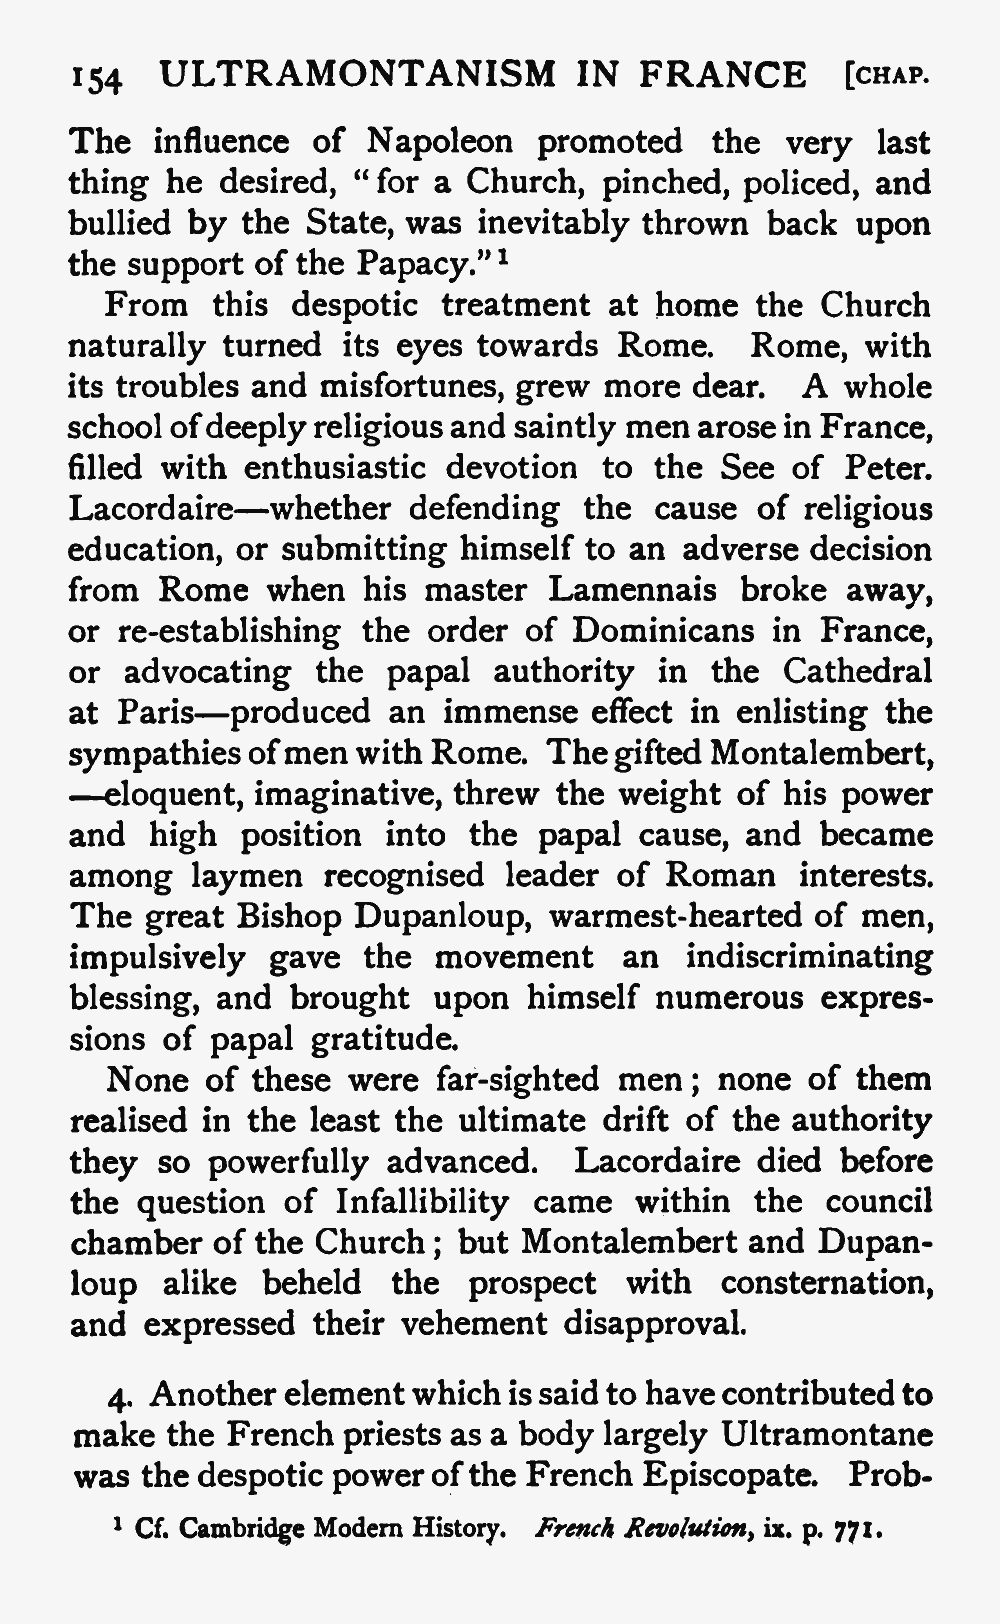 154 ULTRAMONTANISM IN FRANCE [CHAP.
The influence of Napoleon promoted the very last
thing he desired, “for a Church, pinched, policed, and
bullied by the State, was inevitably thrown back upon
the support of the Papacy.”¹
From this despotic treatment at home the Church
naturally turned its eyes towards Rome. Rome, with
its troubles and misfortunes, grew more dear. A whole
school of deeply religious and saintly men arose in France,
filled with enthusiastic devotion to the See of Peter.
Lacordaire—whether defending the cause of religious
education, or submitting himself to an adverse decision
from Rome when his master Lamennais broke away,
or re-establishing the order of Dominicans in France,
or advocating the papal authority in the Cathedral
at Paris—produced an immense effect in enlisting the
sympathies of men with Rome. The gifted Montalembert,
—eloquent, imaginative, threw the weight of his power
and high position into the papal cause, and became
among laymen recognised leader of Roman interests.
The great Bishop Dupanloup, warmest-hearted of men,
impulsively gave the movement an indiscriminating
blessing, and brought upon himself numerous expres-
sions of papal gratitude.
None of these were far-sighted men; none of them
realised in the least the ultimate drift of the authority
they so powerfully advanced. Lacordaire died before
the question of Infallibility came within the council
chamber of the Church; but Montalembert and Dupan-
loup alike beheld the prospect with consternation,
and expressed their vehement disapproval.
4. Another element which is said to have contributed to
make the French priests as a body largely Ultramontane
was the despotic power of the French Episcopate. Prob-
¹ Cf. Cambridge Modern History. French Revolution, ix. p. 771.